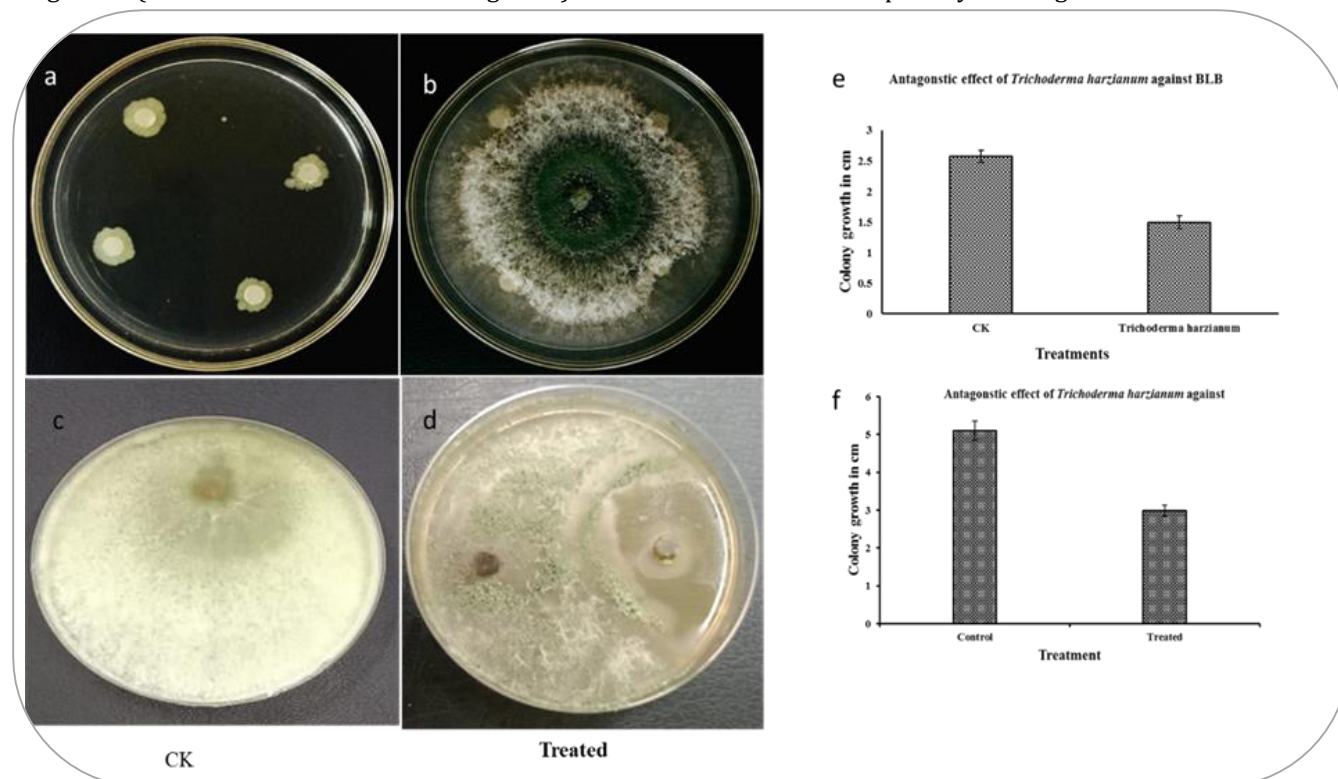 a
b
c
d
CK
Treated
e
Antagonstic effect of Trichoderma harzianum against BLB
Colony growth in cm
3
2.5
2
1.5
1
0.5
0
CK
Trichoderma harzianum
Treatments
f
Antagonstic effect of Trichoderma harzianum against
Colony growth in cm
6
5
4
3
2
1
0
Control
Treated
Treatment